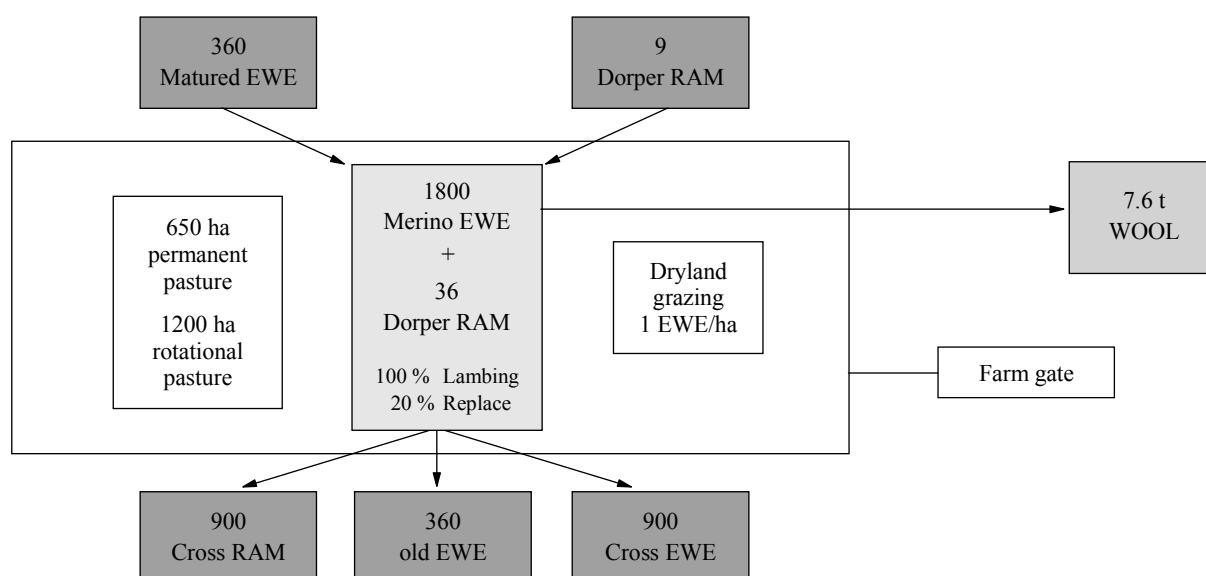 360
Matured EWE
9
Dorper RAM
650 ha
permanent
pasture
1200 ha
rotational
pasture
1800
Merino EWE
+
36
Dorper RAM
100 % Lambing
20 % Replace
Dryland
grazing
1 EWE/ha
7.6 t
WOOL
Farm gate
900
Cross RAM
360
old EWE
900
Cross EWE